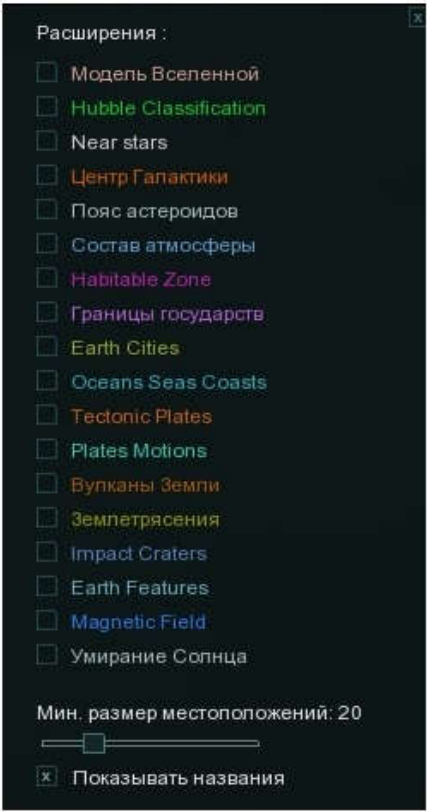 Расширения :
Модель Вселенной
Hubble Classification
Near stars
Центр Галактики
Пояс астероидов
Состав атмосферы
Habitable Zone
Границы государств
Earth Cities
Oceans Seas Coasts
Tectonic Plates
Plates Motions
Вулканы Земли
Землетрясения
Impact Craters
Earth Features
Magnetic Field
Умирание Солнца
Мин. размер местоположений: 20
Показывать названия